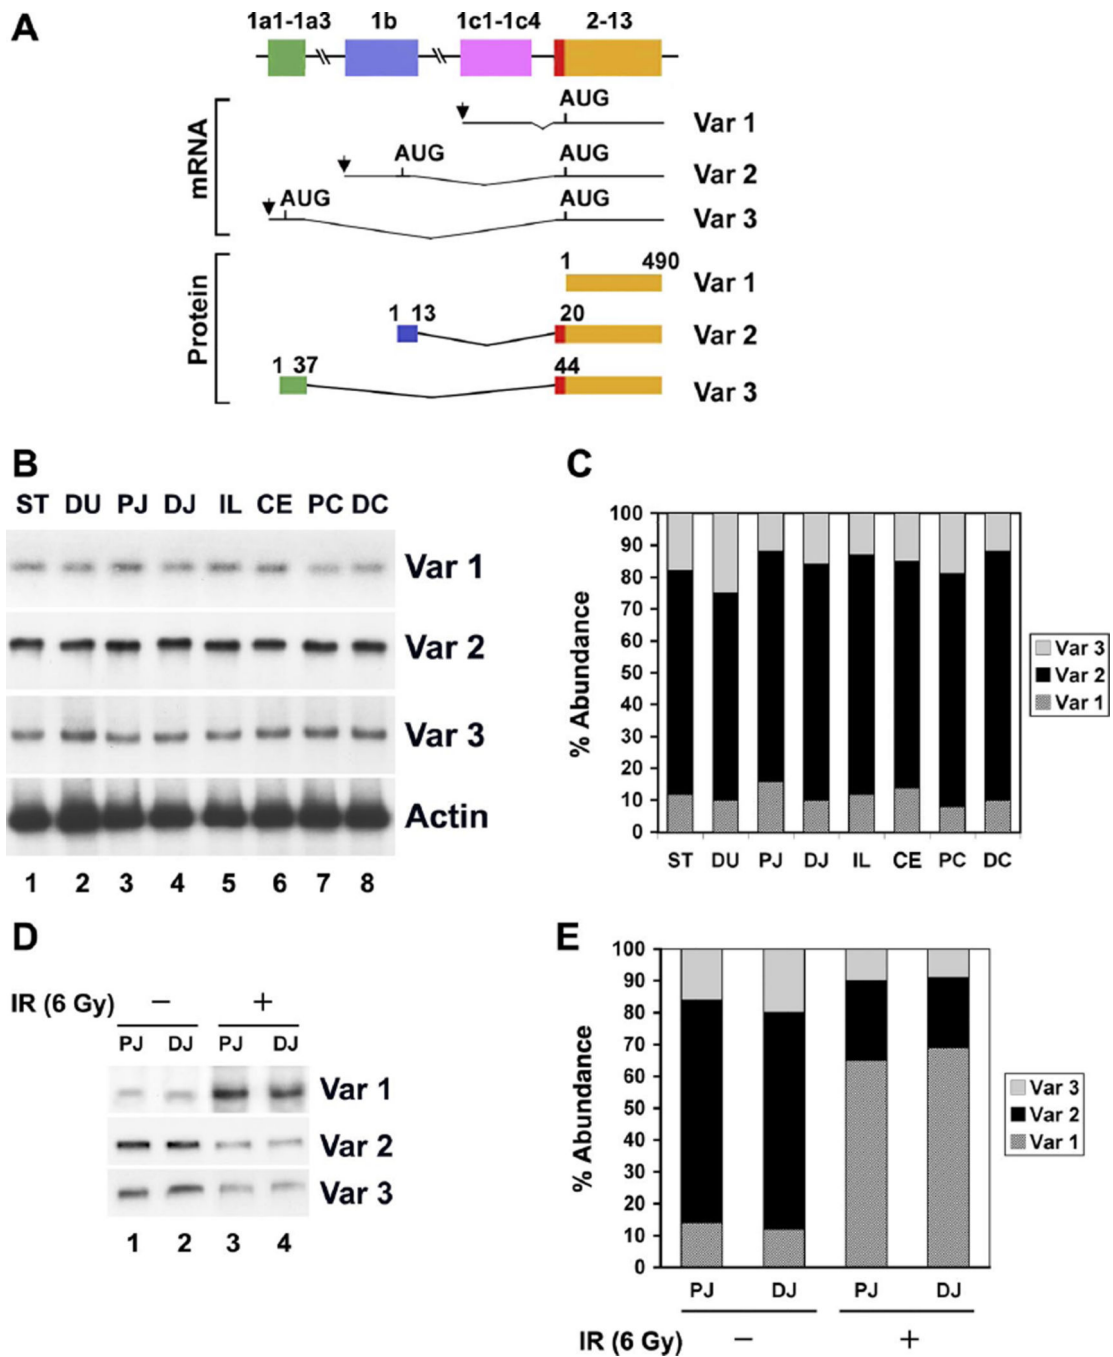 A
1a1-1a3 1b 1c1-1c4 2-13
mRNA
AUG
Var 1
AUG AUG
Var 2
AUG AUG
Var 3
Protein
1 490
Var 1
1 13 20
Var 2
1 37 44
Var 3
B
ST DU PJ DJ IL CE PC DC
Var 1
Var 2
Var 3
Actin
1 2 3 4 5 6 7 8
C
% Abundance
100
90
80
70
60
50
40
30
20
10
0
ST DU PJ DJ IL CE PC DC
Var 3
Var 2
Var 1
D
IR (6 Gy) − +
PJ DJ PJ DJ
Var 1
Var 2
Var 3
1 2 3 4
E
% Abundance
100
90
80
70
60
50
40
30
20
10
0
PJ DJ PJ DJ
IR (6 Gy) − +
Var 3
Var 2
Var 1